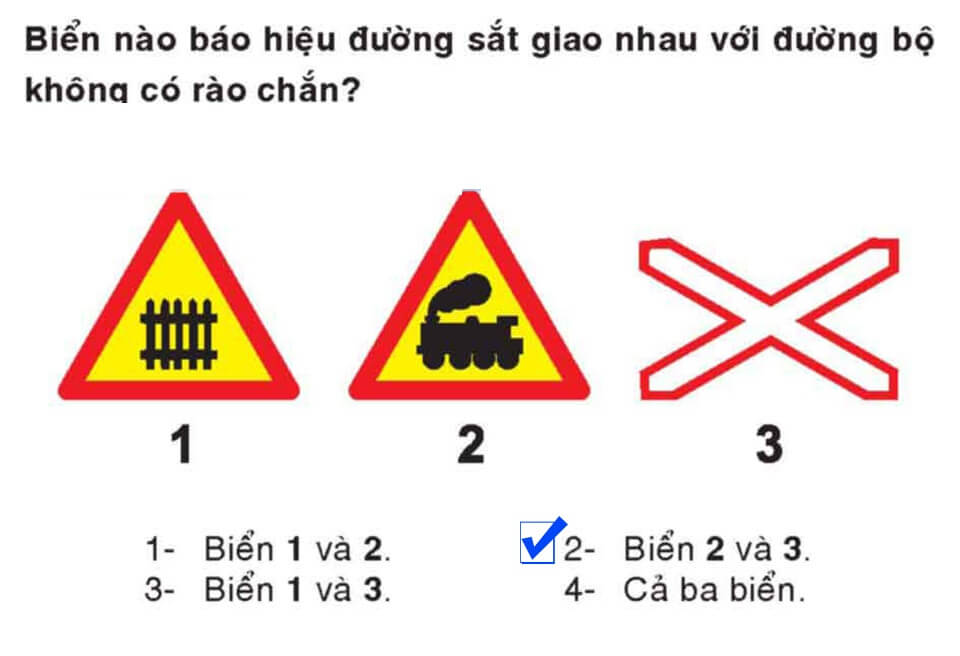 Biển nào báo hiệu đường sắt giao nhau với đường bộ
không có rào chắn?
1 2 3
1- Biển 1 và 2. 2- Biển 2 và 3.
3- Biển 1 và 3. 4- Cả ba biển.